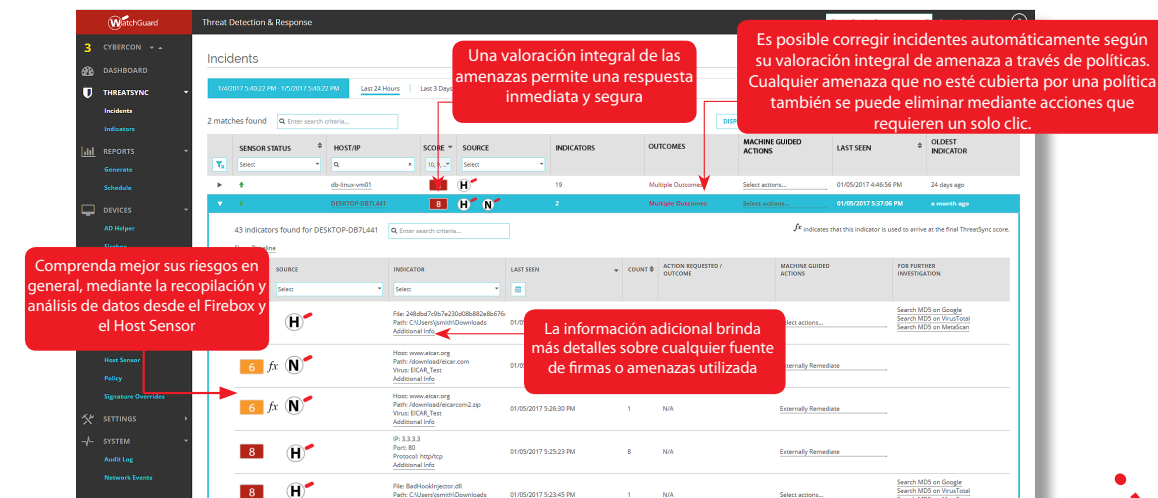 WatchGuard
Threat Detection & Response
3 CYBERCON
DASHBOARD
THREATSYNC
Incidents
Indicators
REPORTS
Generate
Schedule
DEVICES
AD Helper
Host Sensor
Policy
Signature Overrides
SETTINGS
SYSTEM
Audit Log
Network Events
Incidents
1/4/2017 5:40:22 PM - 1/5/2017 5:40:22 PM Last 24 Hours Last 3 Days
2 matches found Enter search criteria...
Una valoración integral de las
amenazas permite una respuesta
inmediata y segura
Es posible corregir incidentes automáticamente según
su valoración integral de amenaza a través de políticas.
Cualquier amenaza que no esté cubierta por una política
también se puede eliminar mediante acciones que
requieren un solo clic.
SENSOR STATUS HOST/IP SCORE SOURCE INDICATORS OUTCOMES MACHINE GUIDED ACTIONS LAST SEEN OLDEST INDICATOR
Select 10, 9, ... Select
db-linux-vm01 H 19 Multiple Outcomes Select actions... 01/05/2017 4:46:56 PM 24 days ago
DESKTOP-DB7L441 8 H N 2 Multiple Outcomes Select actions... 01/05/2017 5:37:06 PM a month ago
43 indicators found for DESKTOP-DB7L441 Enter search criteria... fx Indicates that this indicator is used to arrive at the final ThreatSync score.
Comprenda mejor sus riesgos en
general, mediante la recopilación y
análisis de datos desde el Firebox y
el Host Sensor
SOURCE INDICATOR LAST SEEN COUNT ACTION REQUESTED / OUTCOME MACHINE GUIDED ACTIONS FOR FURTHER INVESTIGATION
Select Select
H
Path: C:\Users\jsmith\Downloads
Additional Info
Search MD5 on Google
Search MD5 on VirusTotal
Search MD5 on MetaScan
La información adicional brinda
más detalles sobre cualquier fuente
de firmas o amenazas utilizada
6 fx N
Host: www.eicar.org
Path: /download/eicar.com
Virus: EICAR_Test
Additional Info
6 fx N
Host: www.eicar.org
Path: /download/eicarcom2.zip
Virus: EICAR_Test
Additional Info
01/05/2017 5:26:30 PM 1 N/A Externally Remediate
8 H
IP: 3.3.3.3
Port: 80
Protocol: http/tcp
Additional Info
01/05/2017 5:25:23 PM 8 N/A Externally Remediate
8 H
File: BadHookInjector.dll
Path: C:\Users\jsmith\Downloads
01/05/2017 5:23:45 PM 1 N/A Select actions...
Search MD5 on Google
Search MD5 on VirusTotal